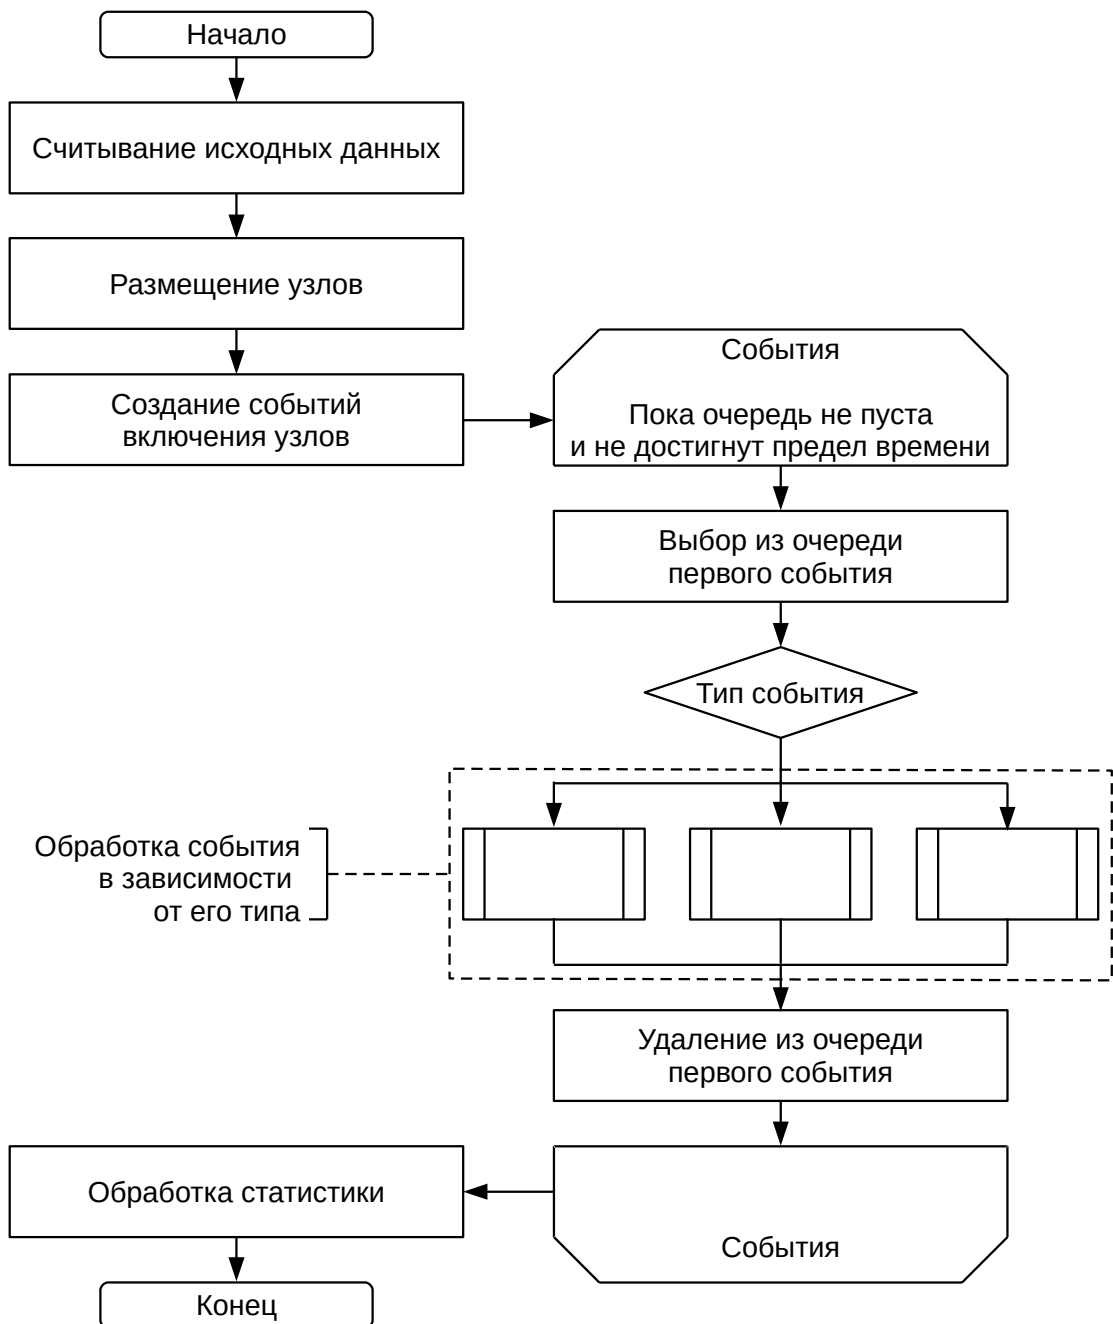 Начало
Считывание исходных данных
Размещение узлов
Создание событий
включения узлов
События
Пока очередь не пуста
и не достигнут предел времени
Выбор из очереди
первого события
Тип события
Обработка события
в зависимости
от его типа
Удаление из очереди
первого события
События
Обработка статистики
Конец